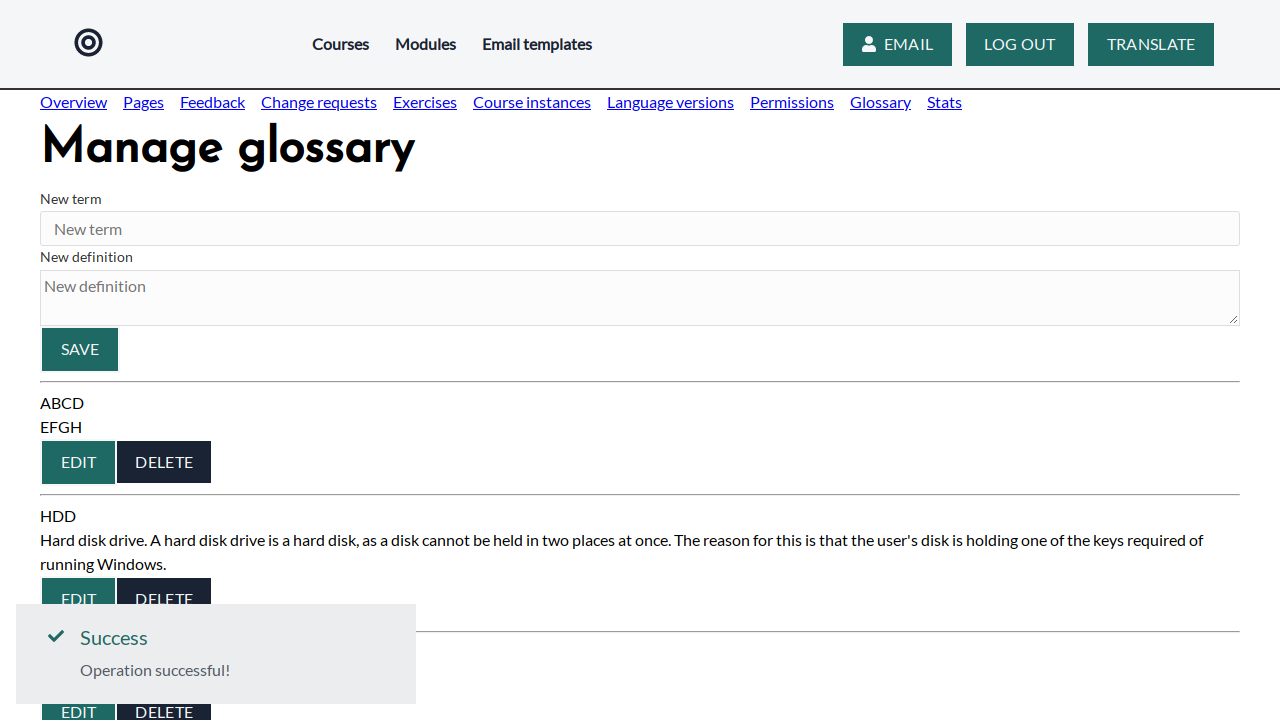 Courses Modules Email templates EMAIL LOG OUT TRANSLATE
Overview Pages Feedback Change requests Exercises Course instances Language versions Permissions Glossary Stats
Manage glossary
New term
New term
New definition
New definition
SAVE
ABCD
EFGH
EDIT DELETE
HDD
Hard disk drive. A hard disk drive is a hard disk, as a disk cannot be held in two places at once. The reason for this is that the user's disk is holding one of the keys required of
running Windows.
EDIT DELETE
Success
Operation successful!
EDIT DELETE